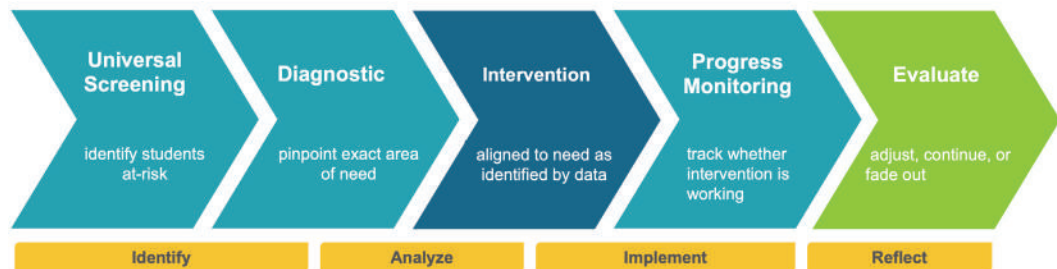 Universal
Screening
identify students
at-risk
Diagnostic
pinpoint exact area
of need
Intervention
aligned to need as
identified by data
Progress
Monitoring
track whether
intervention is
working
Evaluate
adjust, continue, or
fade out
Identify
Analyze
Implement
Reflect